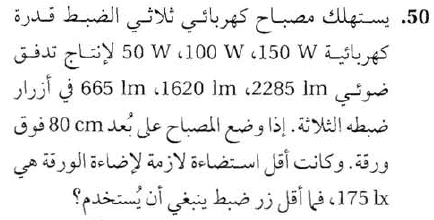 50. يستهلك مصباح كهربائي ثلاثي الضبط قدرة
كهربائية 50 W ،100 W ،150 W لإنتاج تدفق
ضوئي 665 lm ،1620 lm ،2285 lm في أزرار
ضبطه الثلاثة. إذا وضع المصباح على بُعد 80 cm فوق
ورقة. وكانت أقل استضاءة لازمة لإضاءة الورقة هي
175 lx، فما أقل زر ضبط ينبغي أن يُستخدم؟